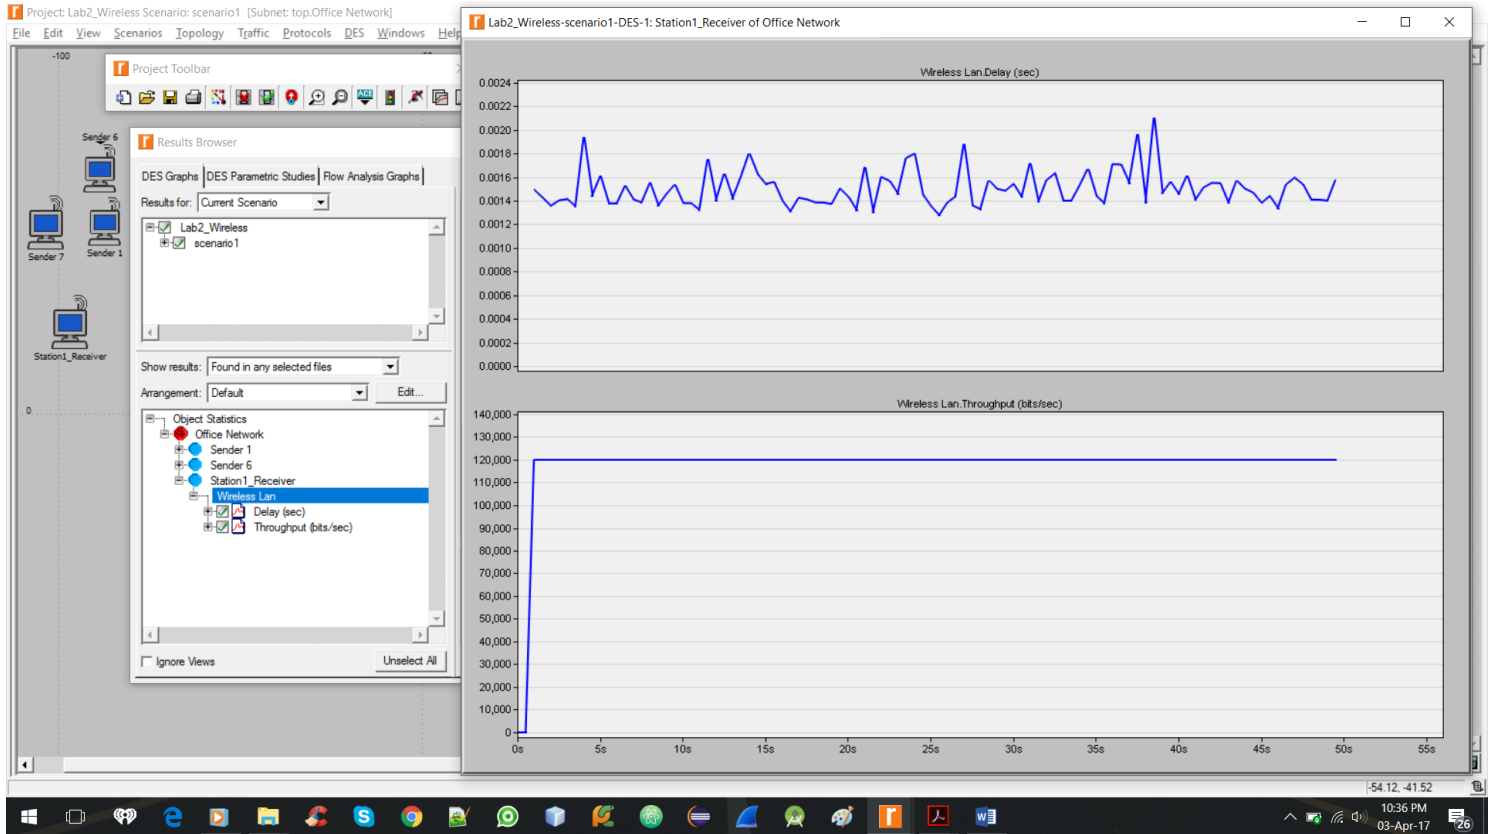 Project: Lab2_Wireless Scenario: scenario1 [Subnet: top.Office Network]
File Edit View Scenarios Topology Traffic Protocols DES Windows Help
-100
Project Toolbar
Sender 6
Sender 7
Sender 1
Station1_Receiver
0
Results Browser
DES Graphs DES Parametric Studies Flow Analysis Graphs
Results for: Current Scenario
Lab2_Wireless
scenario1
Show results: Found in any selected files
Arrangement: Default Edit...
Object Statistics
Office Network
Sender 1
Sender 6
Station1_Receiver
Wireless Lan
Delay (sec)
Throughput (bits/sec)
Ignore Views Unselect All
Lab2_Wireless-scenario1-DES-1: Station1_Receiver of Office Network
Wireless Lan.Delay (sec)
0.0024
0.0022
0.0020
0.0018
0.0016
0.0014
0.0012
0.0010
0.0008
0.0006
0.0004
0.0002
0.0000
Wireless Lan.Throughput (bits/sec)
140,000
130,000
120,000
110,000
100,000
90,000
80,000
70,000
60,000
50,000
40,000
30,000
20,000
10,000
0
0s 5s 10s 15s 20s 25s 30s 35s 40s 45s 50s 55s
-54.12, -41.52
10:36 PM
03-Apr-17
26